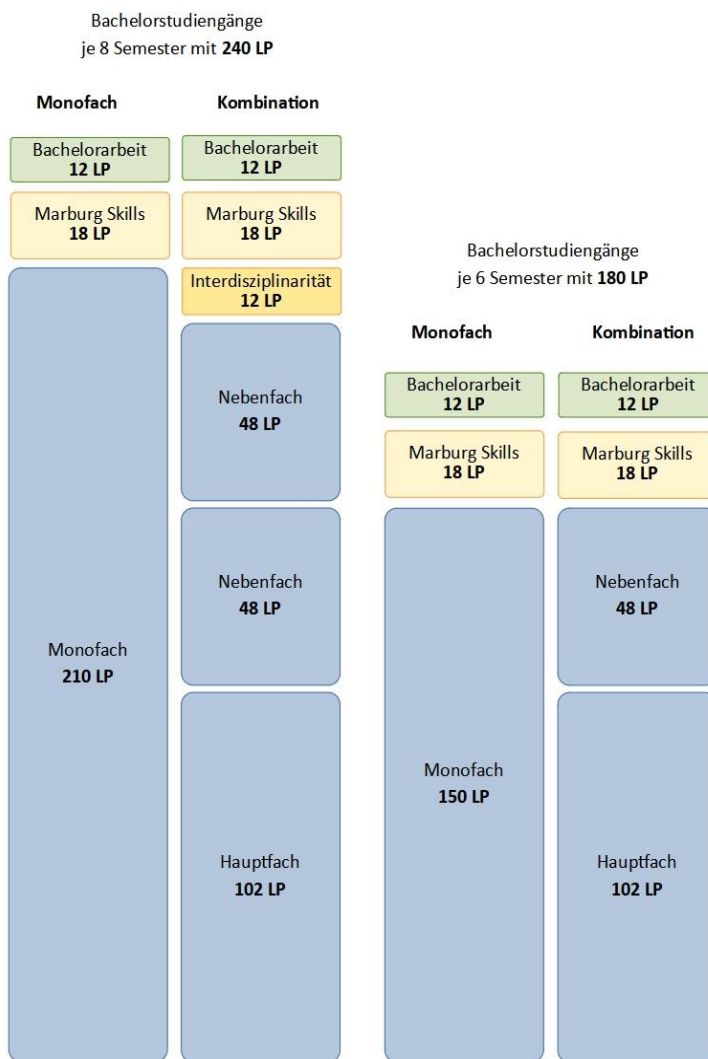 Bachelorstudiengänge
je 8 Semester mit 240 LP
Monofach
Bachelorarbeit
12 LP
Marburg Skills
18 LP
Monofach
210 LP
Kombination
Bachelorarbeit
12 LP
Marburg Skills
18 LP
Interdisziplinarität
12 LP
Nebenfach
48 LP
Nebenfach
48 LP
Hauptfach
102 LP
Bachelorstudiengänge
je 6 Semester mit 180 LP
Monofach
Bachelorarbeit
12 LP
Marburg Skills
18 LP
Monofach
150 LP
Kombination
Bachelorarbeit
12 LP
Marburg Skills
18 LP
Nebenfach
48 LP
Hauptfach
102 LP